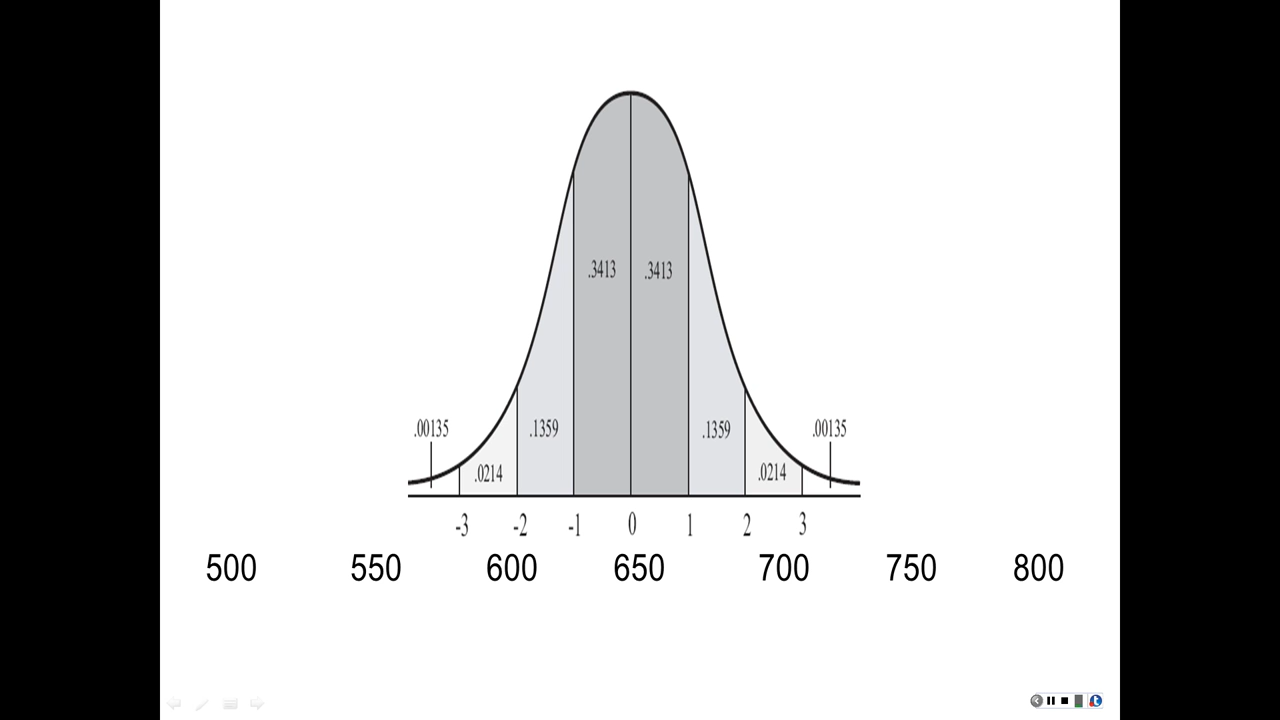 .3413 .3413
.00135 .1359 .1359 .00135
.0214 .0214
-3 -2 -1 0 1 2 3
500 550 600 650 700 750 800